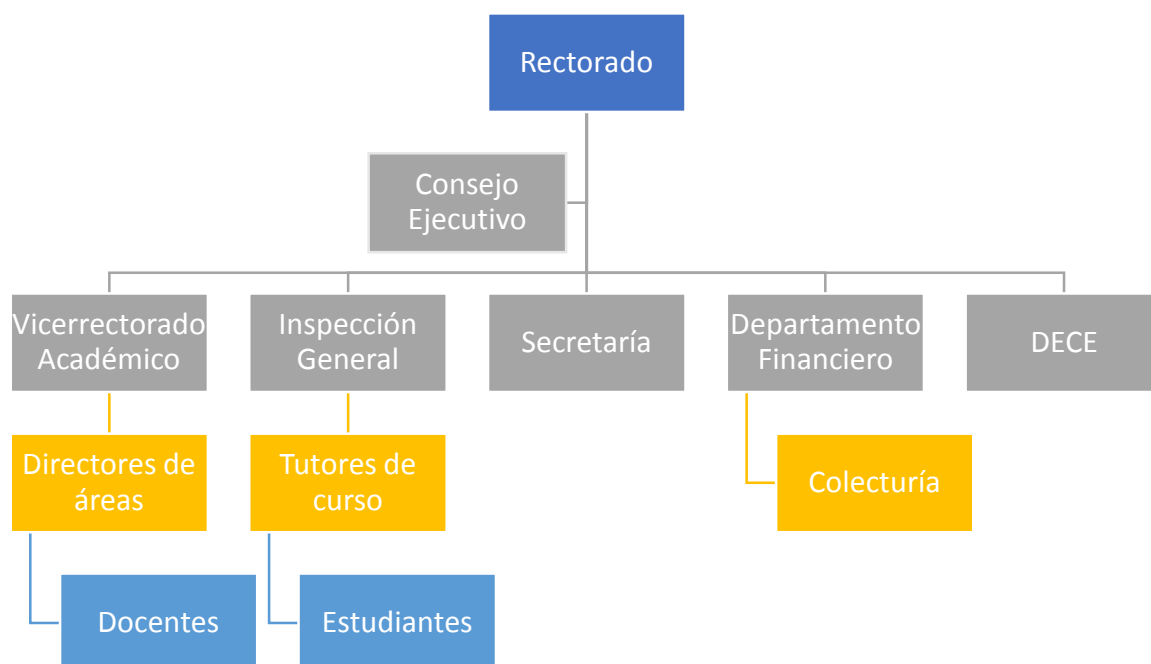 Rectorado
Consejo
Ejecutivo
Vicerrectorado
Académico
Inspección
General
Secretaría
Departamento
Financiero
DECE
Directores de
áreas
Tutores de
curso
Colecturía
Docentes
Estudiantes